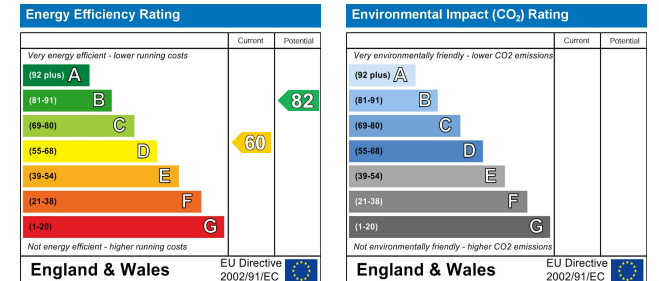 Energy Efficiency Rating
Current Potential
Very energy efficient - lower running costs
(92 plus) A
(81-91) B
82
(69-80) C
(55-68) D
60
(39-54) E
(21-38) F
(1-20) G
Not energy efficient - higher running costs
England & Wales
EU Directive
2002/91/EC
Environmental Impact (CO₂) Rating
Current Potential
Very environmentally friendly - lower CO2 emissions
(92 plus) A
(81-91) B
(69-80) C
(55-68) D
(39-54) E
(21-38) F
(1-20) G
Not environmentally friendly - higher CO2 emissions
England & Wales
EU Directive
2002/91/EC